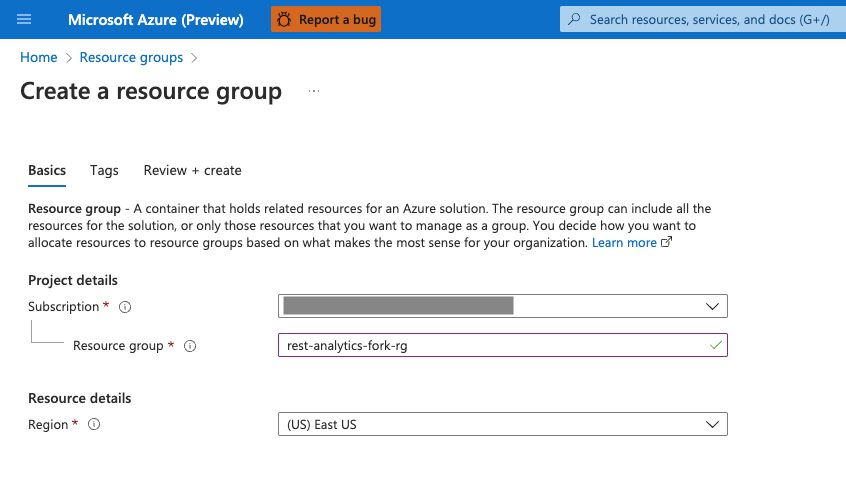 Microsoft Azure (Preview) Report a bug Search resources, services, and docs (G+/)
Home > Resource groups >
Create a resource group ...
Basics Tags Review + create
Resource group - A container that holds related resources for an Azure solution. The resource group can include all the
resources for the solution, or only those resources that you want to manage as a group. You decide how you want to
allocate resources to resource groups based on what makes the most sense for your organization. Learn more
Project details
Subscription *
Resource group * rest-analytics-fork-rg
Resource details
Region * (US) East US